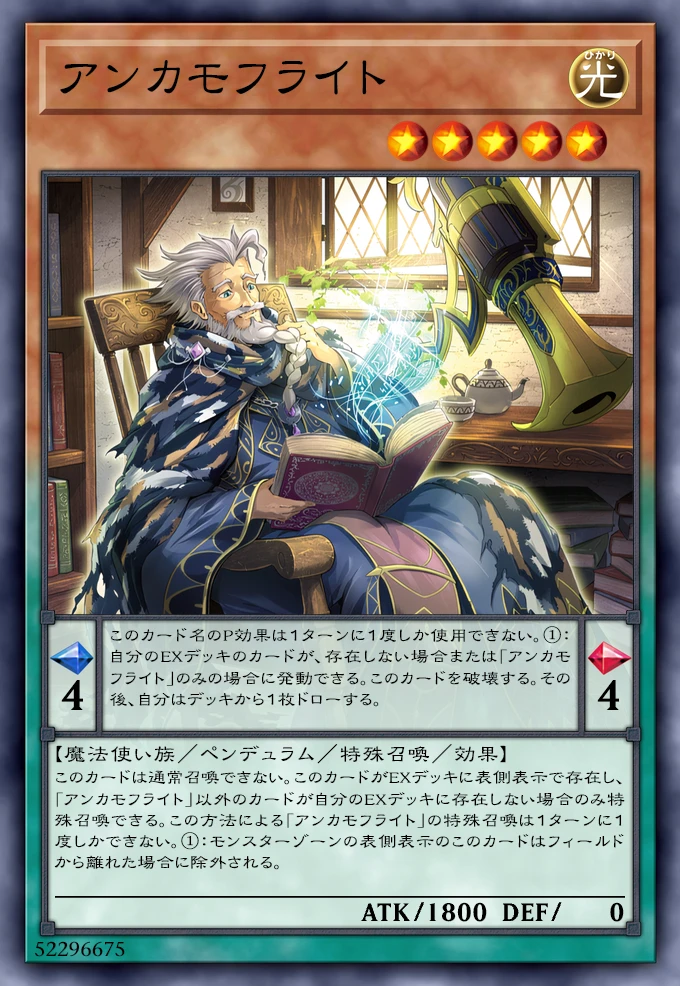 アンカモフライト
ひかり
光
このカード名のP効果は1ターンに1度しか使用できない。①:
自分のEXデッキのカードが、存在しない場合または「アンカモ
フライト」のみの場合に発動できる。このカードを破壊する。その
後、自分はデッキから1枚ドローする。
4
4
【魔法使い族/ペンデュラム/特殊召喚/効果】
このカードは通常召喚できない。このカードがEXデッキに表側表示で存在し、
「アンカモフライト」以外のカードが自分のEXデッキに存在しない場合のみ特
殊召喚できる。この方法による「アンカモフライト」の特殊召喚は1ターンに1
度しかできない。①:モンスターゾーンの表側表示のこのカードはフィールド
から離れた場合に除外される。
ATK/1800 DEF/ 0
52296675